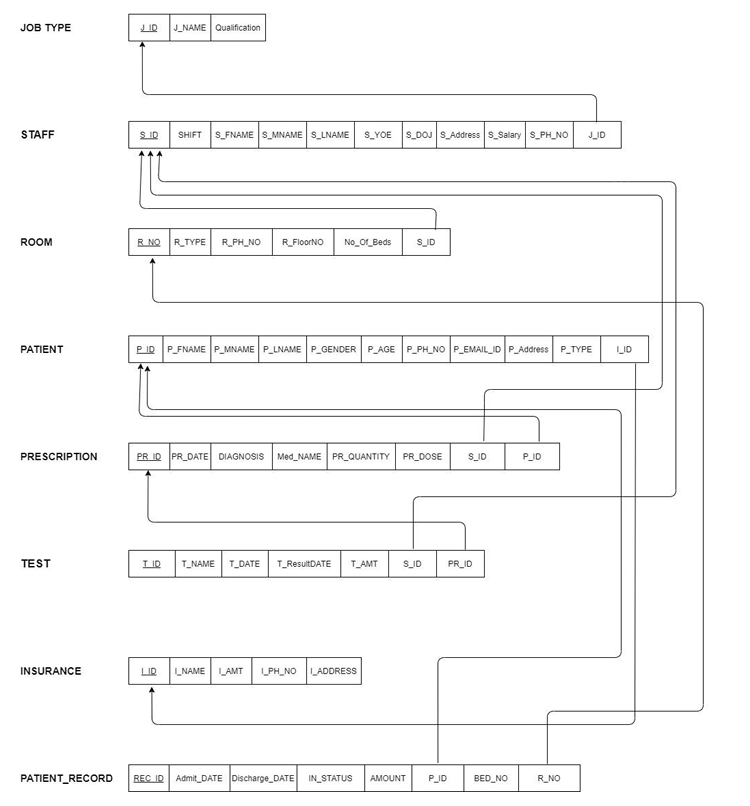 JOB TYPE J_ID J_NAME Qualification
STAFF S_ID SHIFT S_FNAME S_MNAME S_LNAME S_YOE S_DOJ S_Address S_Salary S_PH_NO J_ID
ROOM R_NO R_TYPE R_PH_NO R_FloorNO No_Of_Beds S_ID
PATIENT P_ID P_FNAME P_MNAME P_LNAME P_GENDER P_AGE P_PH_NO P_EMAIL_ID P_Address P_TYPE I_ID
PRESCRIPTION PR_ID PR_DATE DIAGNOSIS Med_NAME PR_QUANTITY PR_DOSE S_ID P_ID
TEST T_ID T_NAME T_DATE T_ResultDATE T_AMT S_ID PR_ID
INSURANCE I_ID I_NAME I_AMT I_PH_NO I_ADDRESS
PATIENT_RECORD REC_ID Admit_DATE Discharge_DATE IN_STATUS AMOUNT P_ID BED_NO R_NO